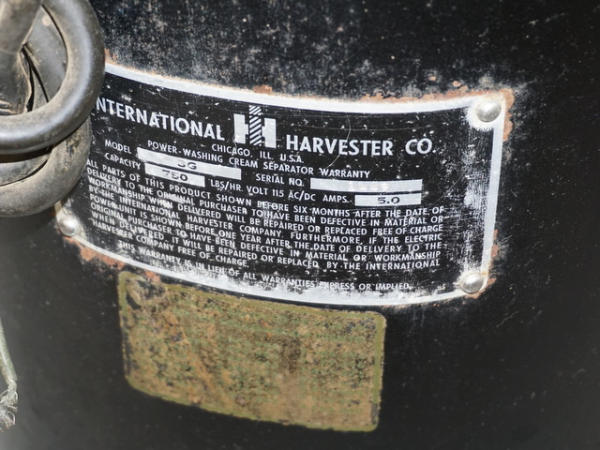 INTERNATIONAL IH HARVESTER CO.
CHICAGO, ILL. U.S.A.
POWER-WASHING CREAM SEPARATOR WARRANTY
MODEL 3G SERIAL NO.
CAPACITY 750 LBS/HR. VOLT 115 AC/DC AMPS. 5.0
ALL PARTS OF THIS PRODUCT SHOWN BEFORE SIX MONTHS AFTER THE DATE OF
DELIVERY TO THE ORIGINAL PURCHASER TO HAVE BEEN DEFECTIVE IN MATERIAL OR
WORKMANSHIP WHEN DELIVERED WILL BE REPAIRED OR REPLACED FREE OF CHARGE
BY THE INTERNATIONAL HARVESTER COMPANY. FURTHERMORE, IF THE ELECTRIC
POWER UNIT IS SHOWN BEFORE ONE YEAR AFTER THE DATE OF DELIVERY TO THE
ORIGINAL PURCHASER TO HAVE BEEN DEFECTIVE IN MATERIAL OR WORKMANSHIP
WHEN DELIVERED, IT WILL BE REPAIRED OR REPLACED BY THE INTERNATIONAL
HARVESTER COMPANY FREE OF CHARGE.
THIS WARRANTY IS IN LIEU OF ALL WARRANTIES EXPRESS OR IMPLIED.